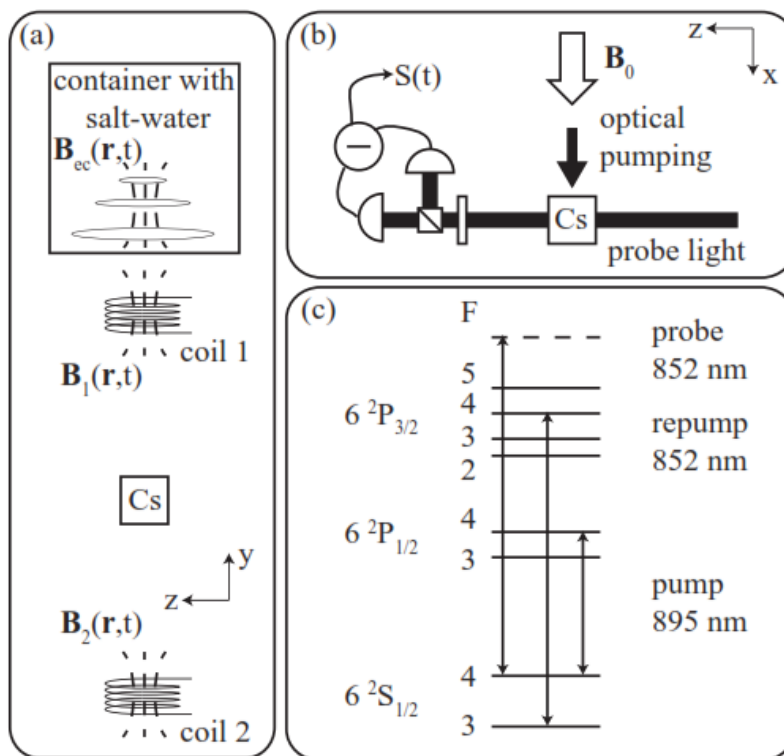 (a)
container with
salt-water
B_ec(r,t)
coil 1
B_1(r,t)
Cs
y
z
B_2(r,t)
coil 2
(b)
z
x
B_0
S(t)
optical
pumping
−
Cs
probe light
(c)
F
probe
852 nm
5
4
6 ²P_3/2
3
repump
852 nm
2
4
6 ²P_1/2
3
pump
895 nm
4
6 ²S_1/2
3